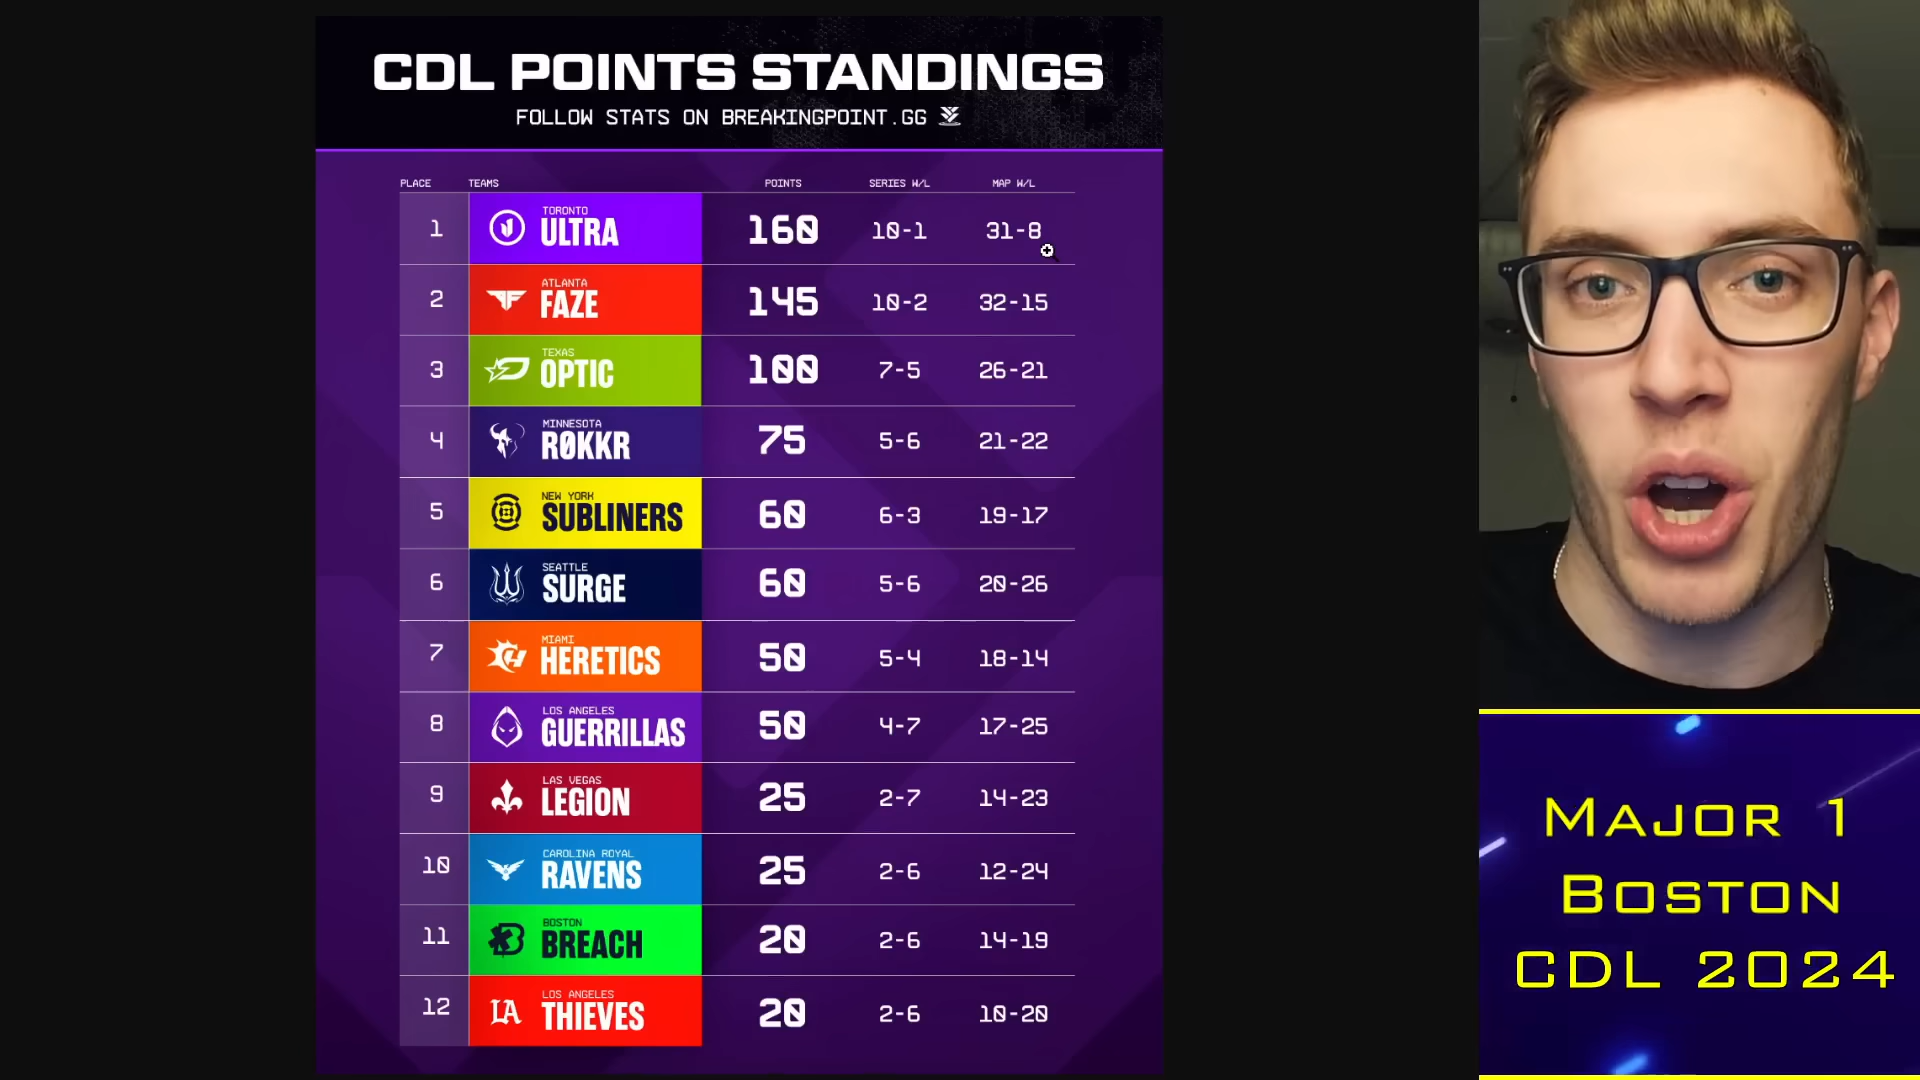 CDL POINTS STANDINGS
FOLLOW STATS ON BREAKINGPOINT.GG
PLACE TEAMS POINTS SERIES W/L MAP W/L
1 TORONTO ULTRA 160 10-1 31-8
2 ATLANTA FAZE 145 10-2 32-15
3 TEXAS OPTIC 100 7-5 26-21
4 MINNESOTA RØKKR 75 5-6 21-22
5 NEW YORK SUBLINERS 60 6-3 19-17
6 SEATTLE SURGE 60 5-6 20-26
7 MIAMI HERETICS 50 5-4 18-14
8 LOS ANGELES GUERRILLAS 50 4-7 17-25
9 LAS VEGAS LEGION 25 2-7 14-23
10 CAROLINA ROYAL RAVENS 25 2-6 12-24
11 BOSTON BREACH 20 2-6 14-19
12 LA LOS ANGELES THIEVES 20 2-6 10-20
MAJOR 1
BOSTON
CDL 2024